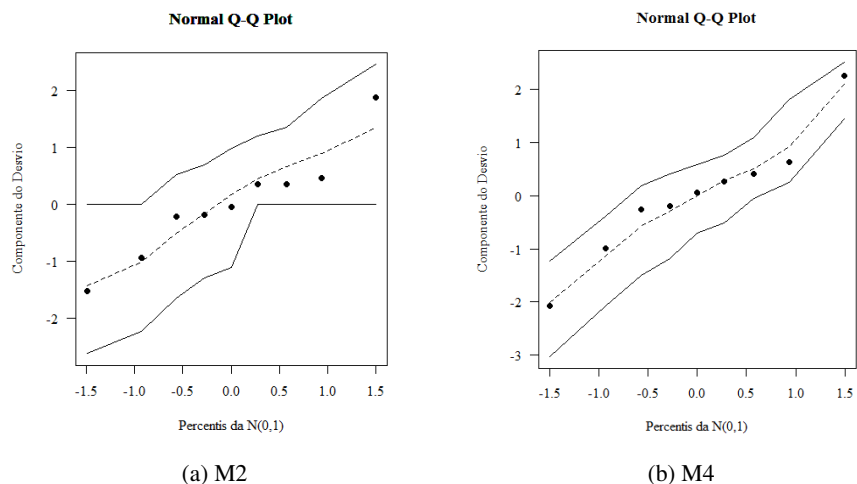 Normal Q-Q Plot
Componente do Desvio
2
1
0
-1
-2
-1.5 -1.0 -0.5 0.0 0.5 1.0 1.5
Percentis da N(0,1)
(a) M2
Normal Q-Q Plot
Componente do Desvio
2
1
0
-1
-2
-3
-1.5 -1.0 -0.5 0.0 0.5 1.0 1.5
Percentis da N(0,1)
(b) M4